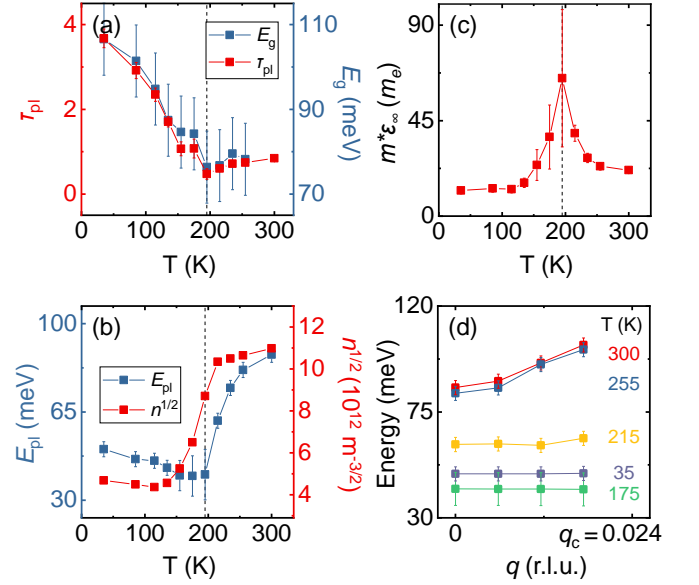 (a)
E_g
τ_pl
4
2
0
τ_pl
110
90
70
E_g (meV)
0 100 200 300
T (K)
(c)
90
45
0
m*ε_∞ (m_e)
0 100 200 300
T (K)
(b)
E_pl
n^1/2
100
65
30
E_pl (meV)
12
10
8
6
4
n^1/2 (10^12 m^-3/2)
0 100 200 300
T (K)
(d)
T (K)
300
255
215
35
175
120
75
30
Energy (meV)
0 q_c = 0.024
q (r.l.u.)